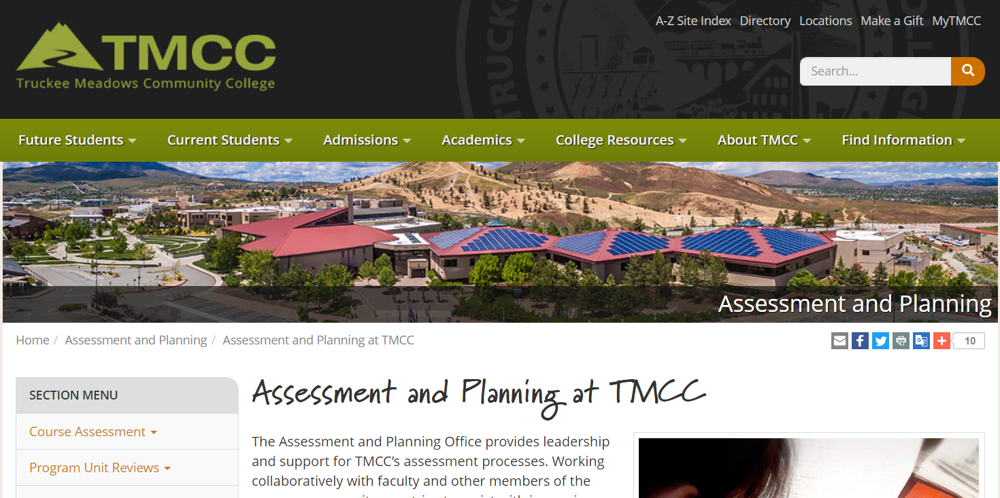 A-Z Site Index Directory Locations Make a Gift MyTMCC
TMCC
Truckee Meadows Community College
Search...
Future Students Current Students Admissions Academics College Resources About TMCC Find Information
Assessment and Planning
Home / Assessment and Planning / Assessment and Planning at TMCC
10
SECTION MENU
Course Assessment
Program Unit Reviews
Assessment and Planning at TMCC
The Assessment and Planning Office provides leadership
and support for TMCC’s assessment processes. Working
collaboratively with faculty and other members of the